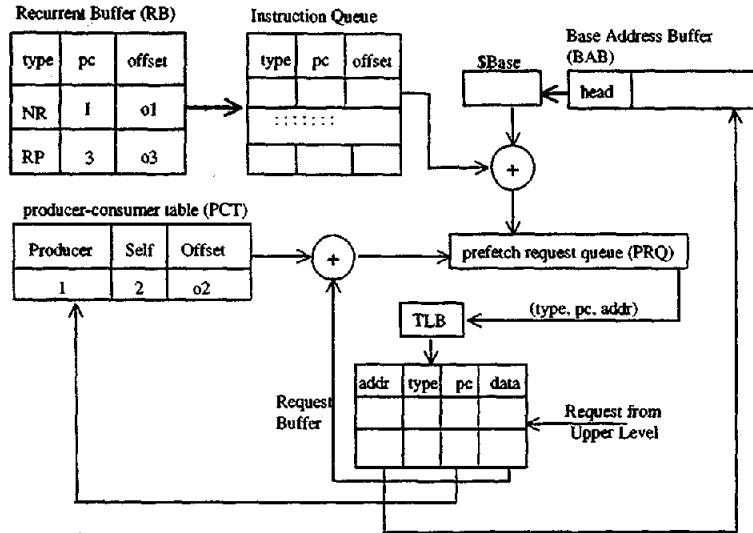 Recurrent Buffer (RB)
type pc offset
NR 1 o1
RP 3 o3
Instruction Queue
type pc offset
$Base
Base Address Buffer
(BAB)
head
+
producer-consumer table (PCT)
Producer Self Offset
1 2 o2
+
prefetch request queue (PRQ)
(type, pc, addr)
TLB
addr type pc data
Request
Buffer
Request from
Upper Level